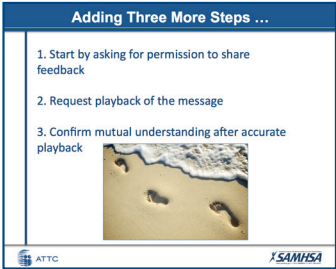 Adding Three More Steps ...
1. Start by asking for permission to share
feedback
2. Request playback of the message
3. Confirm mutual understanding after accurate
playback
ATTC
SAMHSA